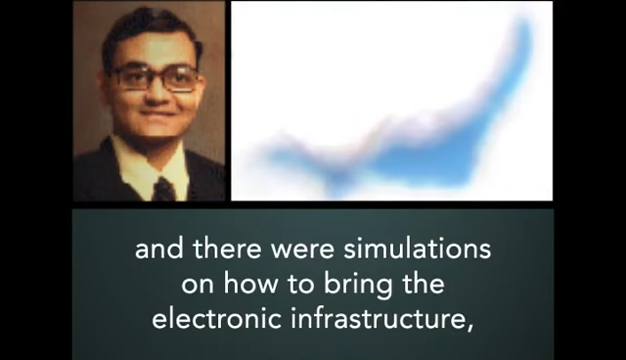 and there were simulations
on how to bring the
electronic infrastructure,